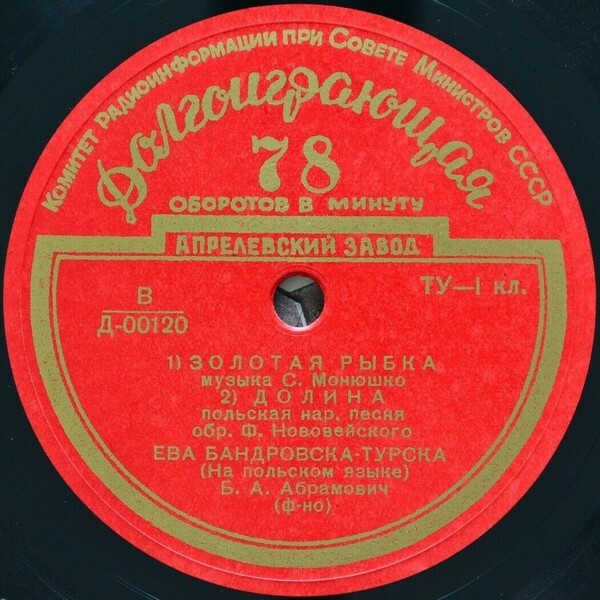 Комитет Радиоинформации при Совете Министров СССР
Долгоиграющая
78
ОБОРОТОВ В МИНУТУ
АПРЕЛЕВСКИЙ ЗАВОД
В
Д-00120
ТУ—I кл.
1) ЗОЛОТАЯ РЫБКА
музыка С. Монюшко
2) ДОЛИНА
польская нар. песня
обр. Ф. Нововейского
ЕВА БАНДРОВСКА-ТУРСКА
(На польском языке)
Б. А. Абрамович
(ф-но)